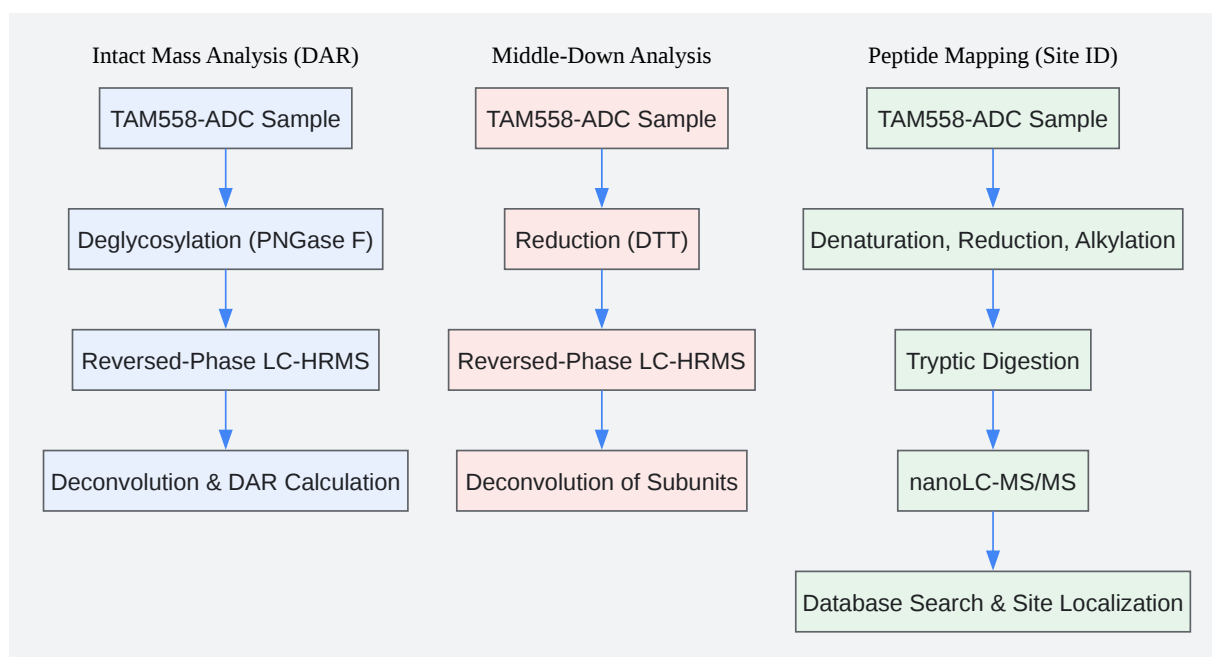 Intact Mass Analysis (DAR)
TAM558-ADC Sample
Deglycosylation (PNGase F)
Reversed-Phase LC-HRMS
Deconvolution & DAR Calculation
Middle-Down Analysis
TAM558-ADC Sample
Reduction (DTT)
Reversed-Phase LC-HRMS
Deconvolution of Subunits
Peptide Mapping (Site ID)
TAM558-ADC Sample
Denaturation, Reduction, Alkylation
Tryptic Digestion
nanoLC-MS/MS
Database Search & Site Localization